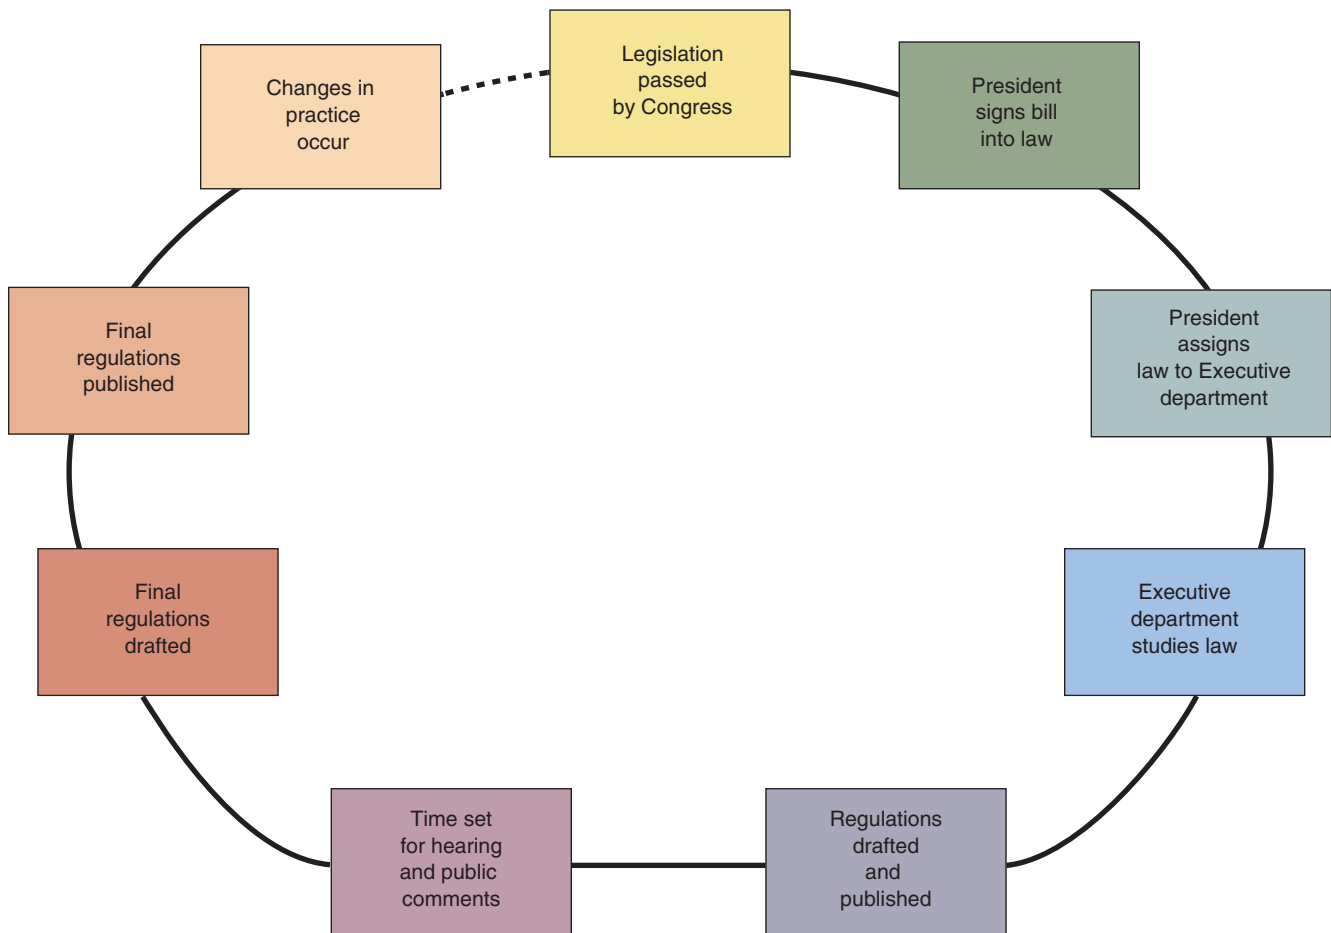 Legislation
passed
by Congress
President
signs bill
into law
President
assigns
law to Executive
department
Executive
department
studies law
Regulations
drafted
and
published
Time set
for hearing
and public
comments
Final
regulations
drafted
Final
regulations
published
Changes in
practice
occur